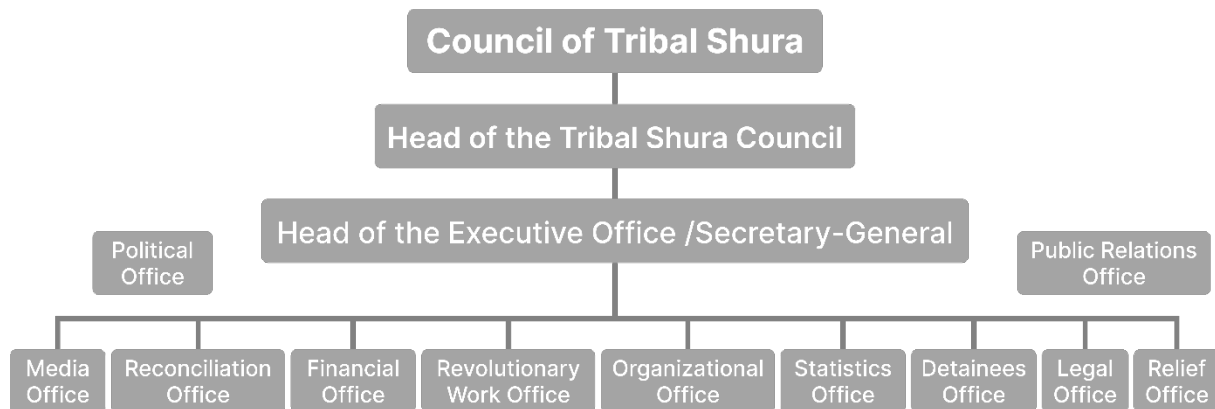 Council of Tribal Shura
Head of the Tribal Shura Council
Head of the Executive Office /Secretary-General
Political
Office
Public Relations
Office
Media
Office
Reconciliation
Office
Financial
Office
Revolutionary
Work Office
Organizational
Office
Statistics
Office
Detainees
Office
Legal
Office
Relief
Office